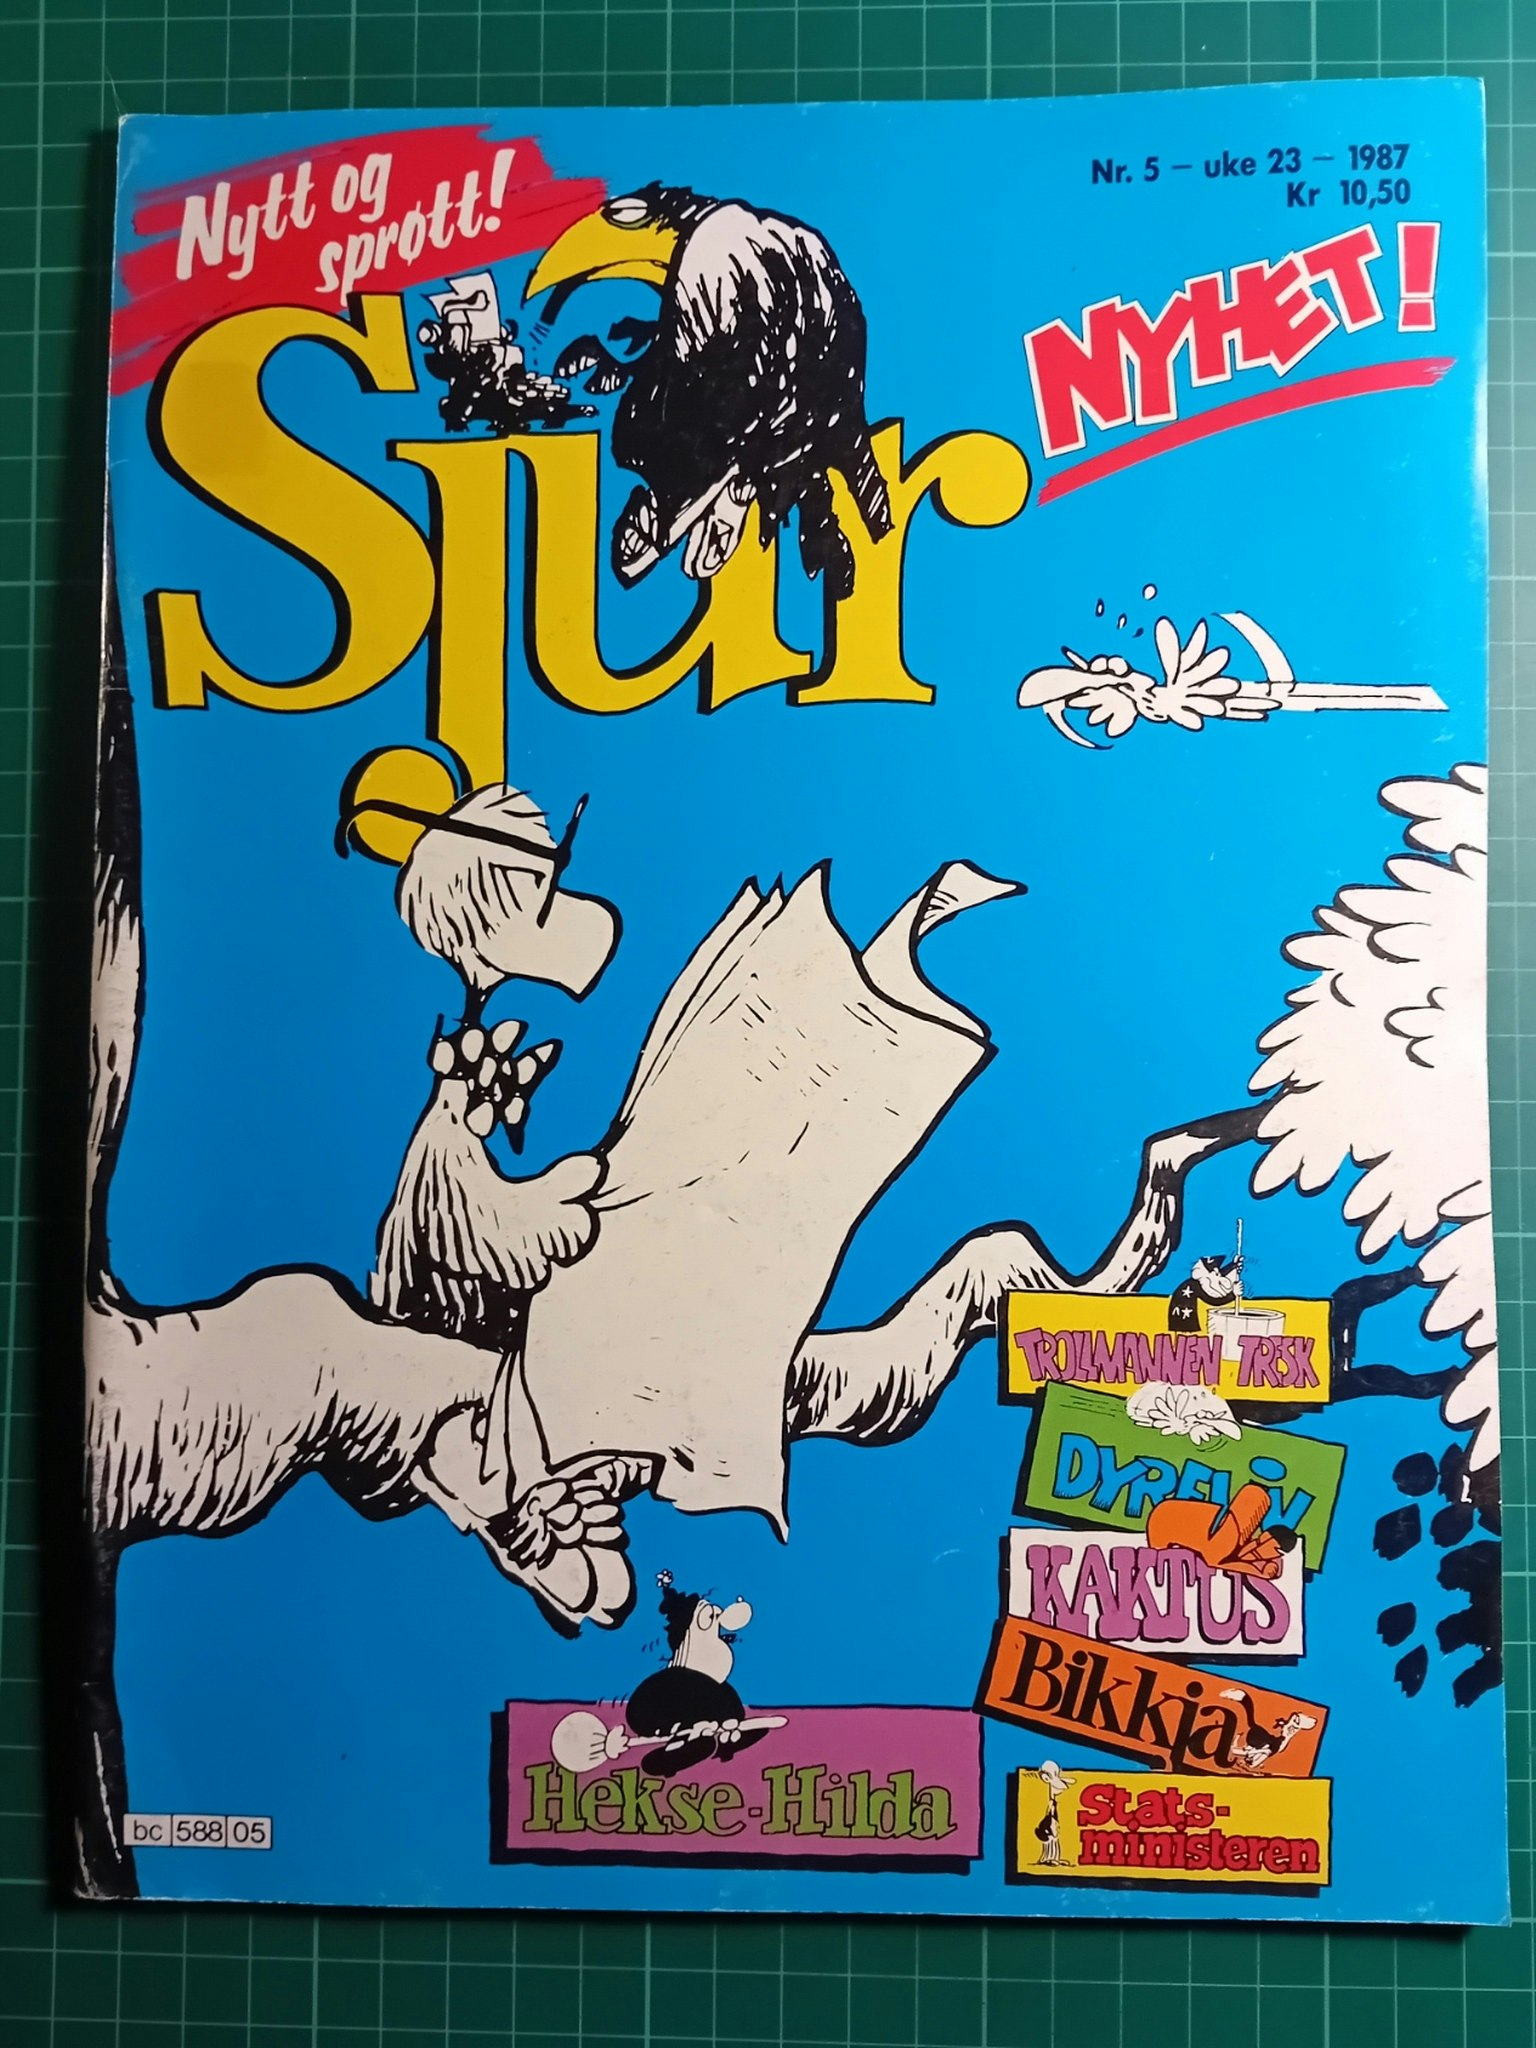 Nytt og
sprøtt!
Sjur
Nr. 5 – uke 23 – 1987
Kr 10,50
NYHET!
TROLLMANNEN TRESK
KAKTUS
Bikkja
Stats-
ministeren
Hekse-Hilda
bc 588 05